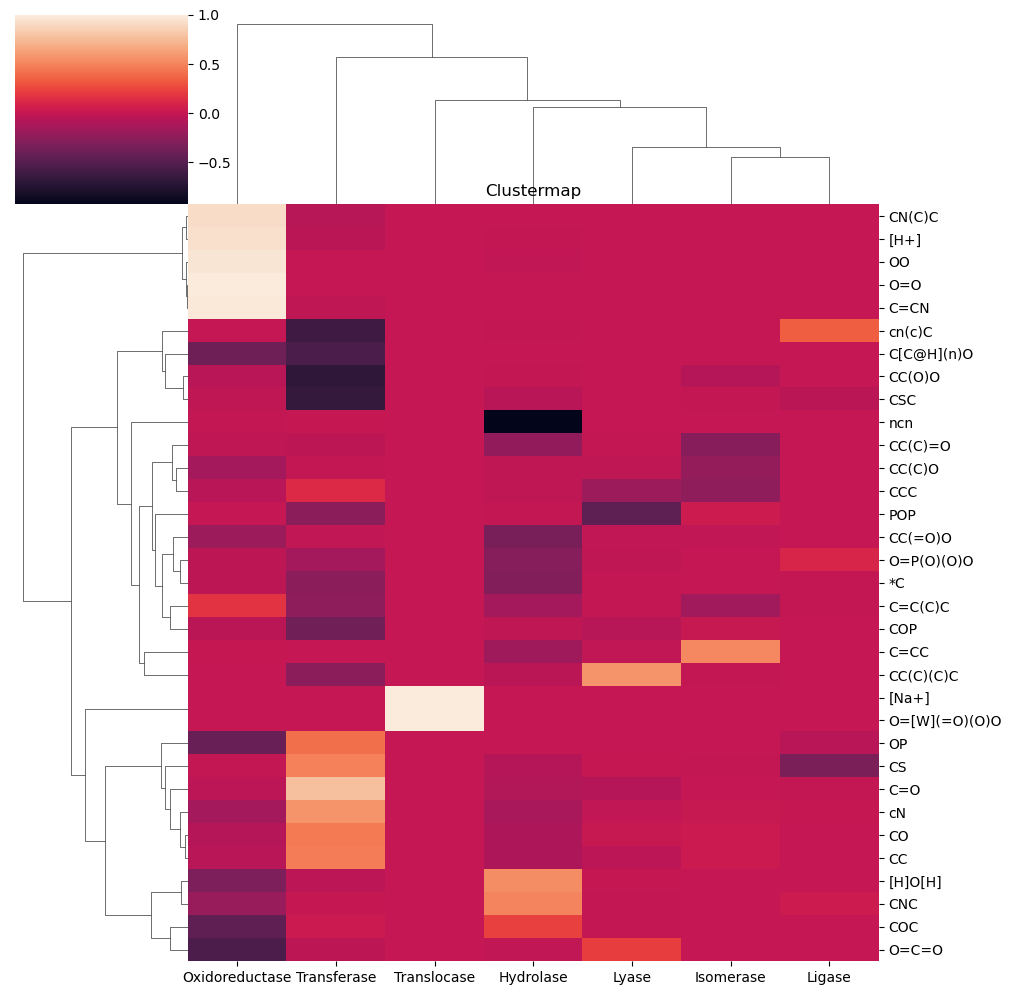 1.0
0.5
0.0
−0.5
Clustermap
CN(C)C
[H+]
OO
O=O
C=CN
cn(c)C
C[C@H](n)O
CC(O)O
CSC
ncn
CC(C)=O
CC(C)O
CCC
POP
CC(=O)O
O=P(O)(O)O
*C
C=C(C)C
COP
C=CC
CC(C)(C)C
[Na+]
O=[W](=O)(O)O
OP
CS
C=O
cN
CO
CC
[H]O[H]
CNC
COC
O=C=O
Oxidoreductase Transferase Translocase Hydrolase Lyase Isomerase Ligase